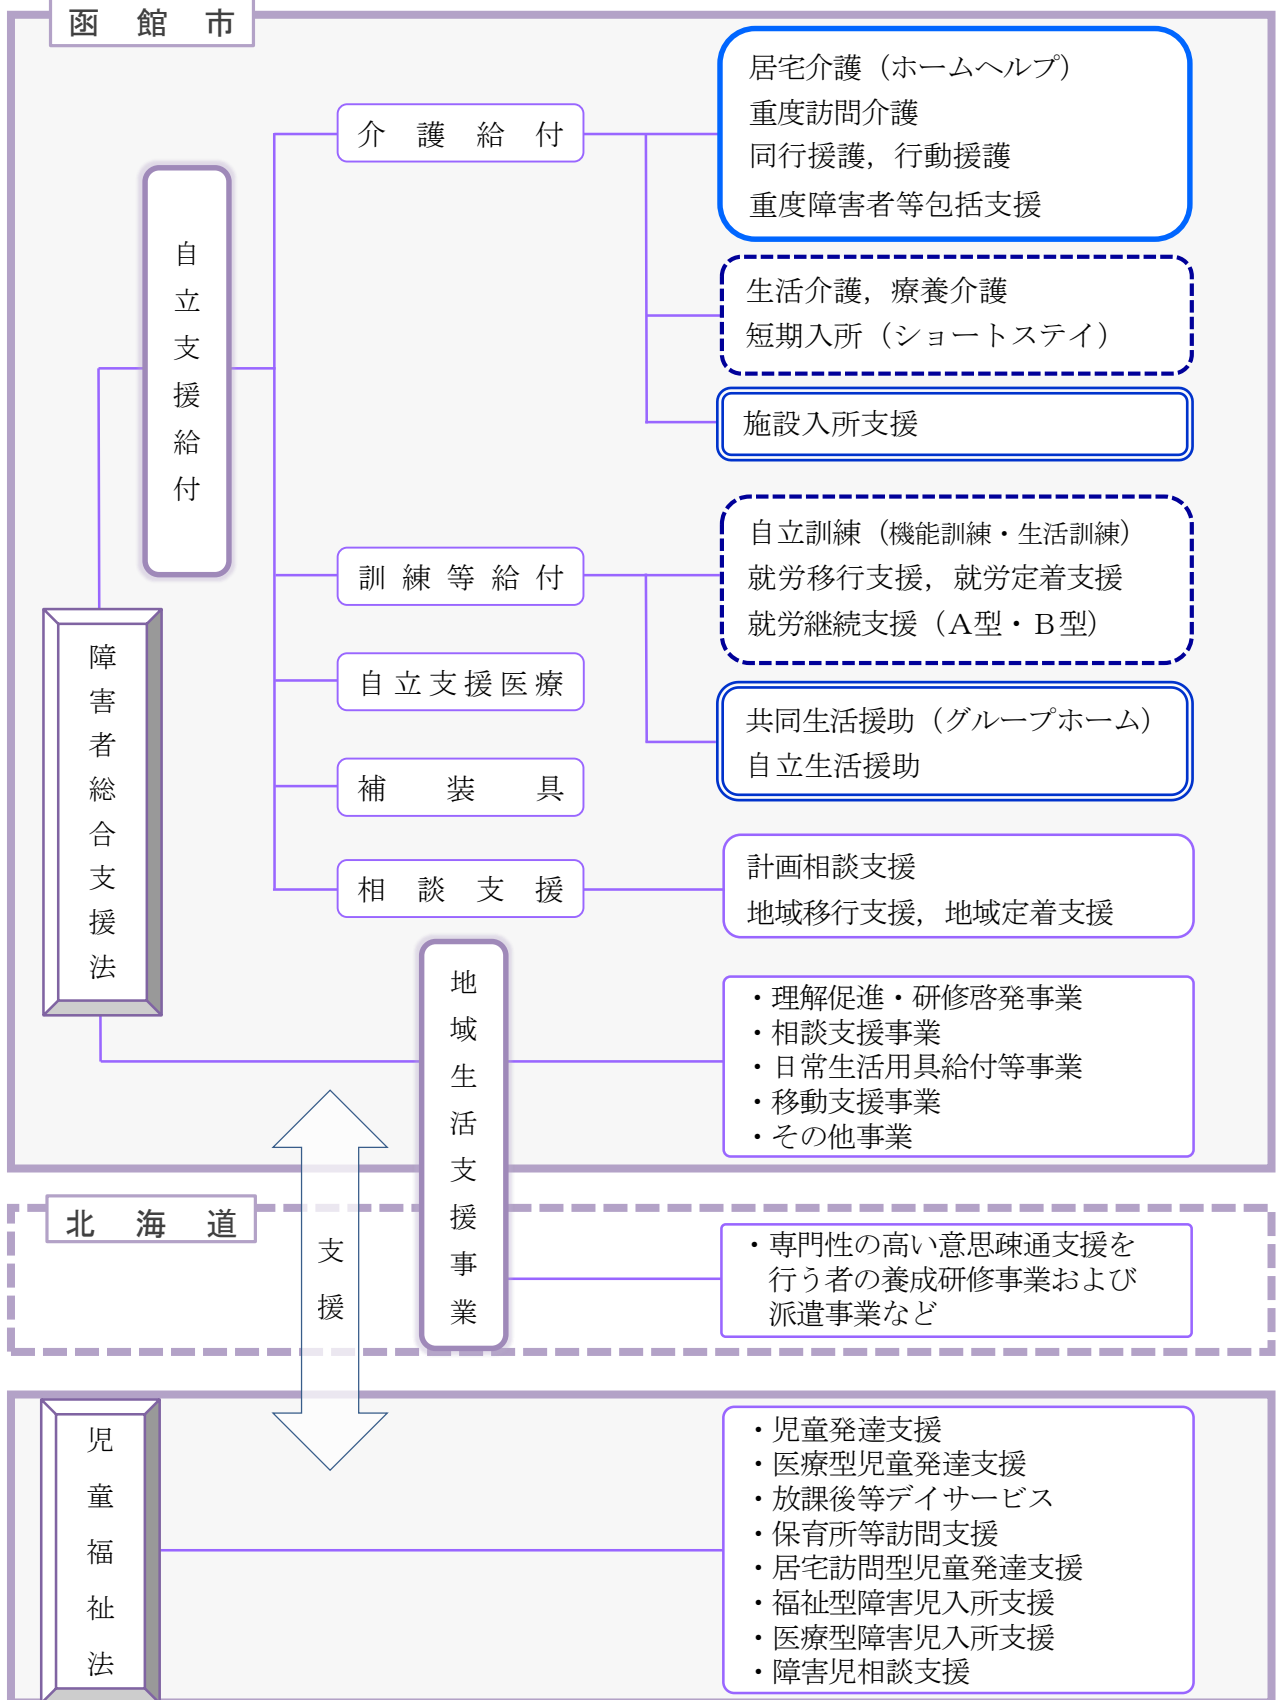 函館市
居宅介護（ホームヘルプ）
重度訪問介護
同行援護，行動援護
重度障害者等包括支援
介護給付
自立支援給付
生活介護，療養介護
短期入所（ショートステイ）
施設入所支援
自立訓練（機能訓練・生活訓練）
就労移行支援，就労定着支援
就労継続支援（Ａ型・Ｂ型）
訓練等給付
障害者総合支援法
自立支援医療
共同生活援助（グループホーム）
自立生活援助
補装具
相談支援
計画相談支援
地域移行支援，地域定着支援
地域生活支援事業
・理解促進・研修啓発事業
・相談支援事業
・日常生活用具給付等事業
・移動支援事業
・その他事業
北海道
支援
・専門性の高い意思疎通支援を
行う者の養成研修事業および
派遣事業など
児童福祉法
・児童発達支援
・医療型児童発達支援
・放課後等デイサービス
・保育所等訪問支援
・居宅訪問型児童発達支援
・福祉型障害児入所支援
・医療型障害児入所支援
・障害児相談支援